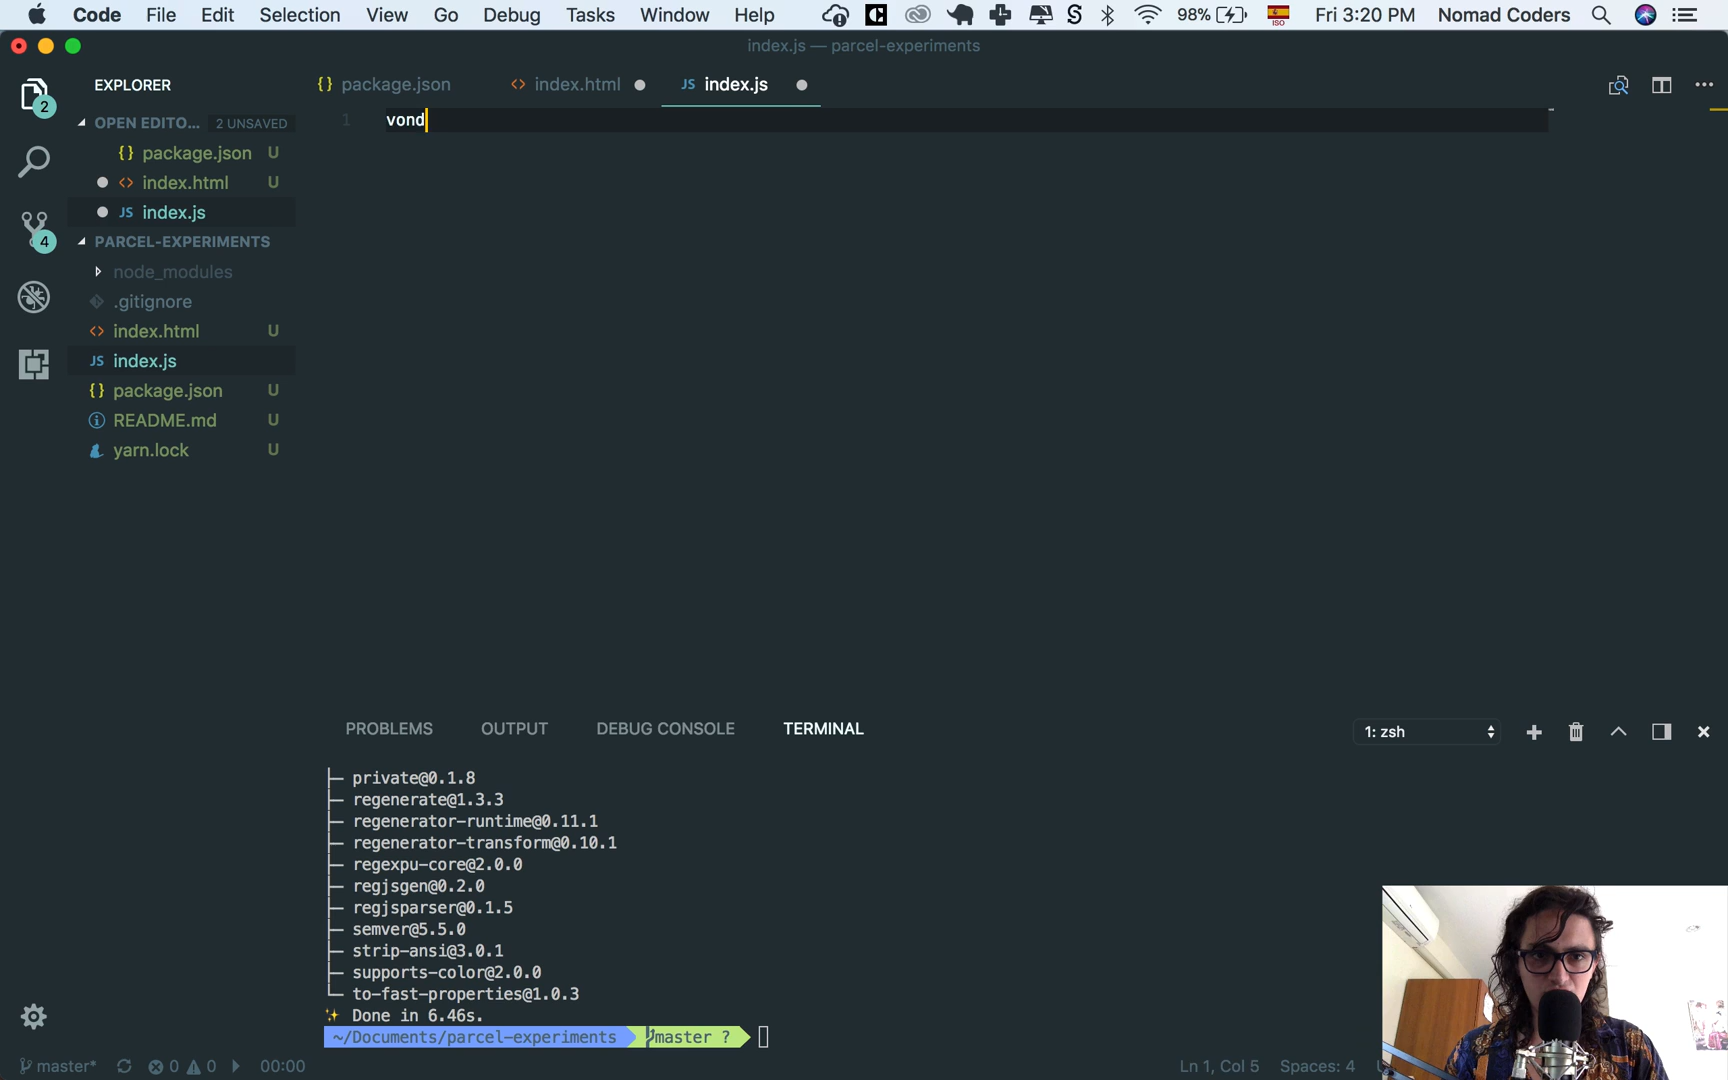 Code File Edit Selection View Go Debug Tasks Window Help 98% ISO Fri 3:20 PM Nomad Coders
index.js — parcel-experiments
EXPLORER
{} package.json <> index.html JS index.js
2
OPEN EDITO... 2 UNSAVED
1 vond
{} package.json U
<> index.html U
JS index.js
4
PARCEL-EXPERIMENTS
node_modules
.gitignore
<> index.html U
JS index.js
{} package.json U
README.md U
yarn.lock U
PROBLEMS OUTPUT DEBUG CONSOLE TERMINAL 1: zsh
├─ private@0.1.8
├─ regenerate@1.3.3
├─ regenerator-runtime@0.11.1
├─ regenerator-transform@0.10.1
├─ regexpu-core@2.0.0
├─ regjsgen@0.2.0
├─ regjsparser@0.1.5
├─ semver@5.5.0
├─ strip-ansi@3.0.1
├─ supports-color@2.0.0
└─ to-fast-properties@1.0.3
✨ Done in 6.46s.
~/Documents/parcel-experiments master ?
master* 0 0 00:00 Ln 1, Col 5 Spaces: 4